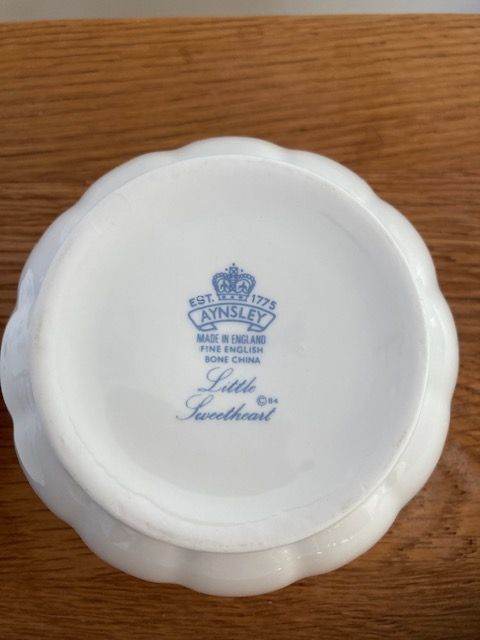 EST. 1775
AYNSLEY
MADE IN ENGLAND
FINE ENGLISH
BONE CHINA
Little
Sweetheart ©84